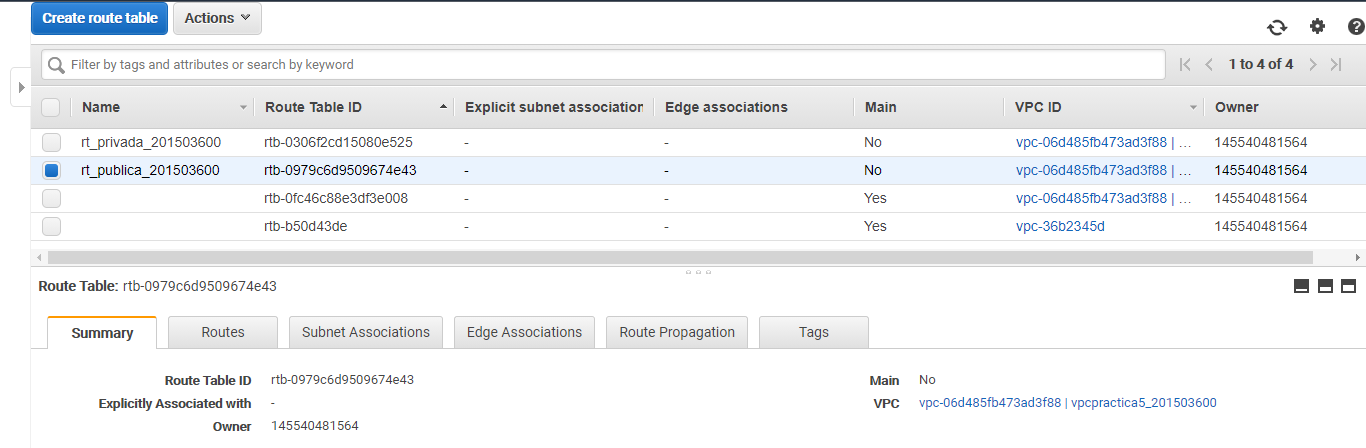 Create route table Actions
Filter by tags and attributes or search by keyword 1 to 4 of 4
Name Route Table ID Explicit subnet association Edge associations Main VPC ID Owner
rt_privada_201503600 rtb-0306f2cd15080e525 - - No vpc-06d485fb473ad3f88 | ... 145540481564
rt_publica_201503600 rtb-0979c6d9509674e43 - - No vpc-06d485fb473ad3f88 | ... 145540481564
rtb-0fc46c88e3df3e008 - - Yes vpc-06d485fb473ad3f88 | ... 145540481564
rtb-b50d43de - - Yes vpc-36b2345d 145540481564
Route Table: rtb-0979c6d9509674e43
Summary Routes Subnet Associations Edge Associations Route Propagation Tags
Route Table ID rtb-0979c6d9509674e43 Main No
Explicitly Associated with - VPC vpc-06d485fb473ad3f88 | vpcpractica5_201503600
Owner 145540481564